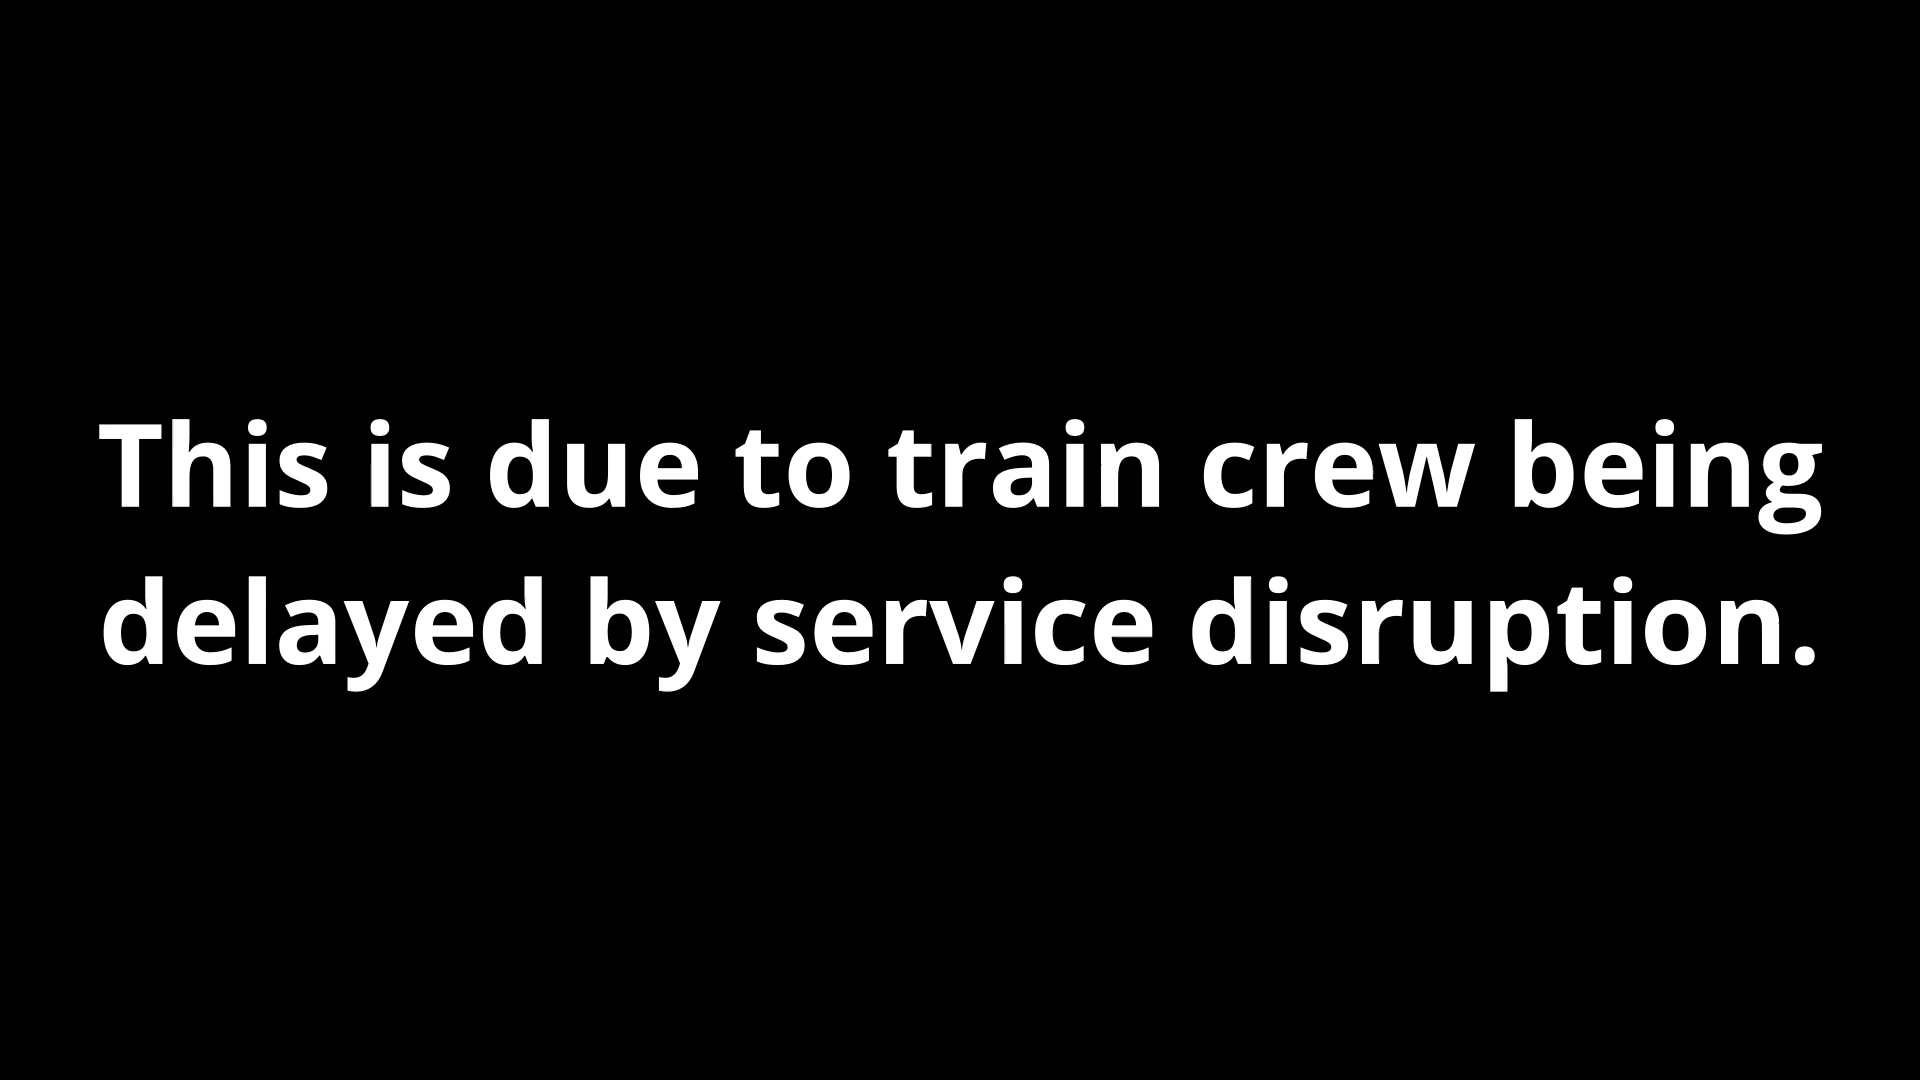 This is due to train crew being
delayed by service disruption.